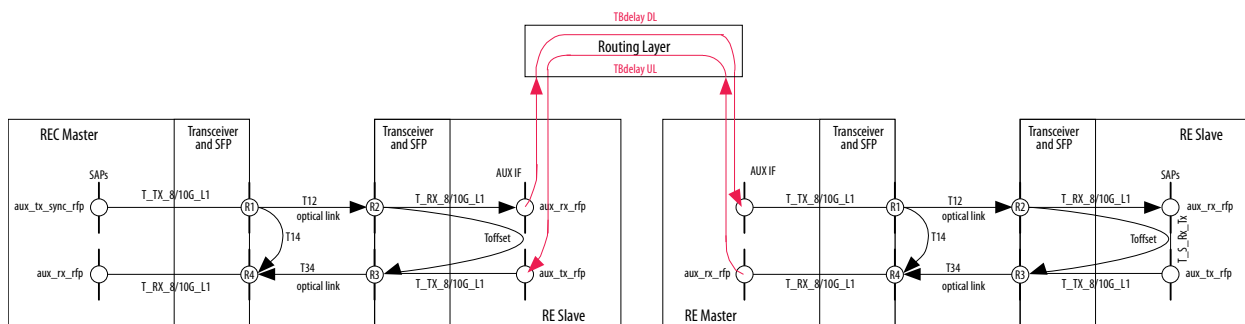 TBdelay DL
Routing Layer
TBdelay UL
REC Master
Transceiver
and SFP
Transceiver
and SFP
SAPs
AUX IF
T_TX_8/10G_L1
T12
T_RX_8/10G_L1
aux_tx_sync_rfp
R1
R2
aux_rx_rfp
optical link
T14
Toffset
aux_rx_rfp
R4
T34
R3
aux_tx_rfp
T_RX_8/10G_L1
optical link
T_TX_8/10G_L1
RE Slave
Transceiver
and SFP
Transceiver
and SFP
RE Slave
AUX IF
SAPs
T_TX_8/10G_L1
T12
T_RX_8/10G_L1
R1
R2
aux_rx_rfp
optical link
T14
Toffset
T_S_Rx_Tx
aux_rx_rfp
R4
T34
R3
aux_tx_rfp
T_RX_8/10G_L1
optical link
T_TX_8/10G_L1
RE Master